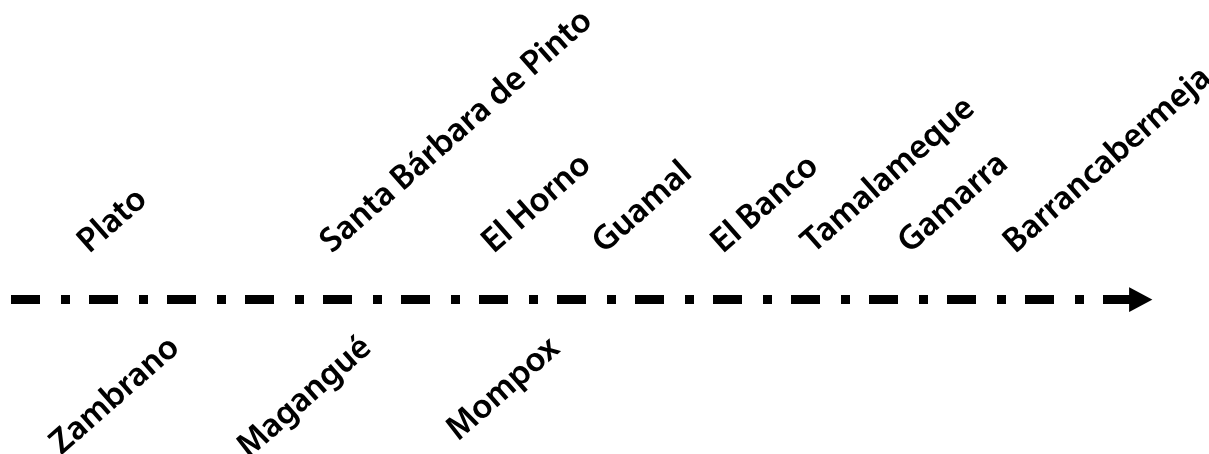 Plato
Santa Bárbara de Pinto
El Horno
Guamal
El Banco
Tamalameque
Gamarra
Barrancabermeja
Zambrano
Magangué
Mompox